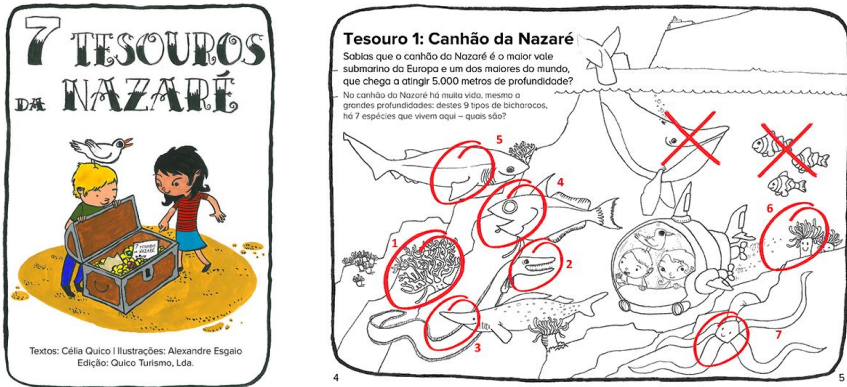 7 TESOUROS
DA NAZARÉ
7 TESOUROS
DA NAZARÉ
Textos: Célia Quico | Ilustrações: Alexandre Esgaio
Edição: Quico Turismo, Lda.
Tesouro 1: Canhão da Nazaré
Sabias que o canhão da Nazaré é o maior vale
submarino da Europa e um dos maiores do mundo,
que chega a atingir 5.000 metros de profundidade?
No canhão da Nazaré há muita vida, mesmo a
grandes profundidades: destes 9 tipos de bicharocos,
há 7 espécies que vivem aqui – quais são?
5
4
1
2
6
3
7
4
5